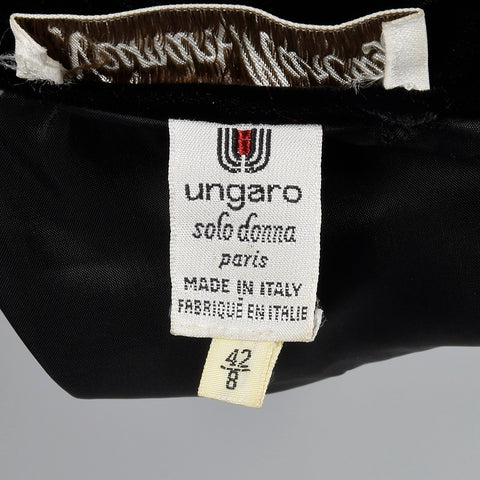 ungaro
solo donna
paris
MADE IN ITALY
FABRIQUÉ EN ITALIE
42
8